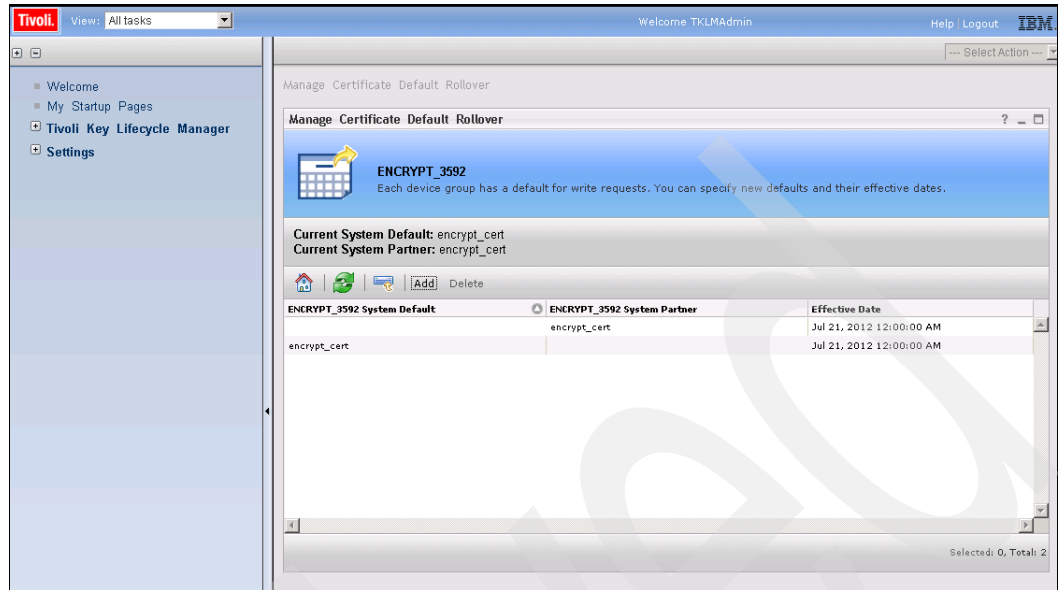 Tivoli. View: All tasks Welcome TKLMAdmin Help Logout IBM.
--- Select Action ---
Welcome
My Startup Pages
Tivoli Key Lifecycle Manager
Settings
Manage Certificate Default Rollover
Manage Certificate Default Rollover
ENCRYPT_3592
Each device group has a default for write requests. You can specify new defaults and their effective dates.
Current System Default: encrypt_cert
Current System Partner: encrypt_cert
Add Delete
ENCRYPT_3592 System Default ENCRYPT_3592 System Partner Effective Date
encrypt_cert Jul 21, 2012 12:00:00 AM
encrypt_cert Jul 21, 2012 12:00:00 AM
Selected: 0, Total: 2